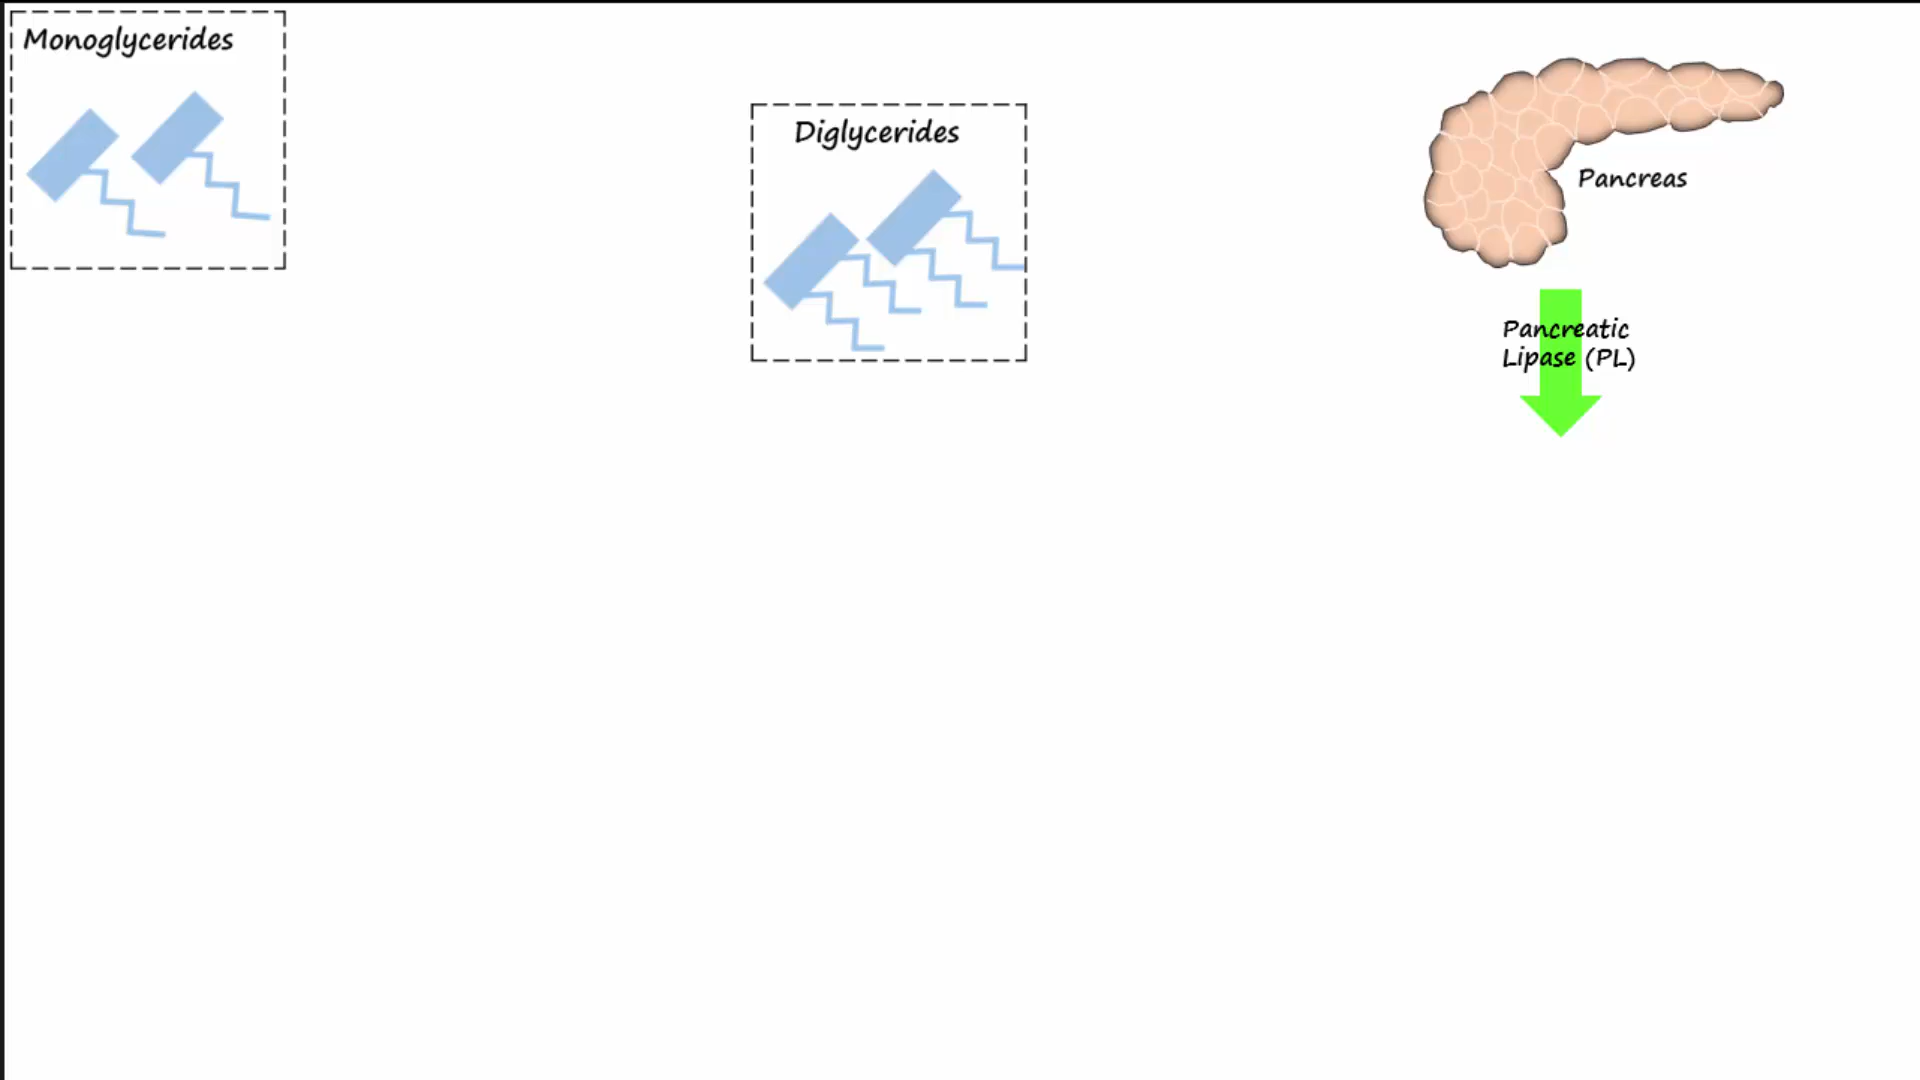 Monoglycerides
Diglycerides
Pancreas
Pancreatic
Lipase (PL)